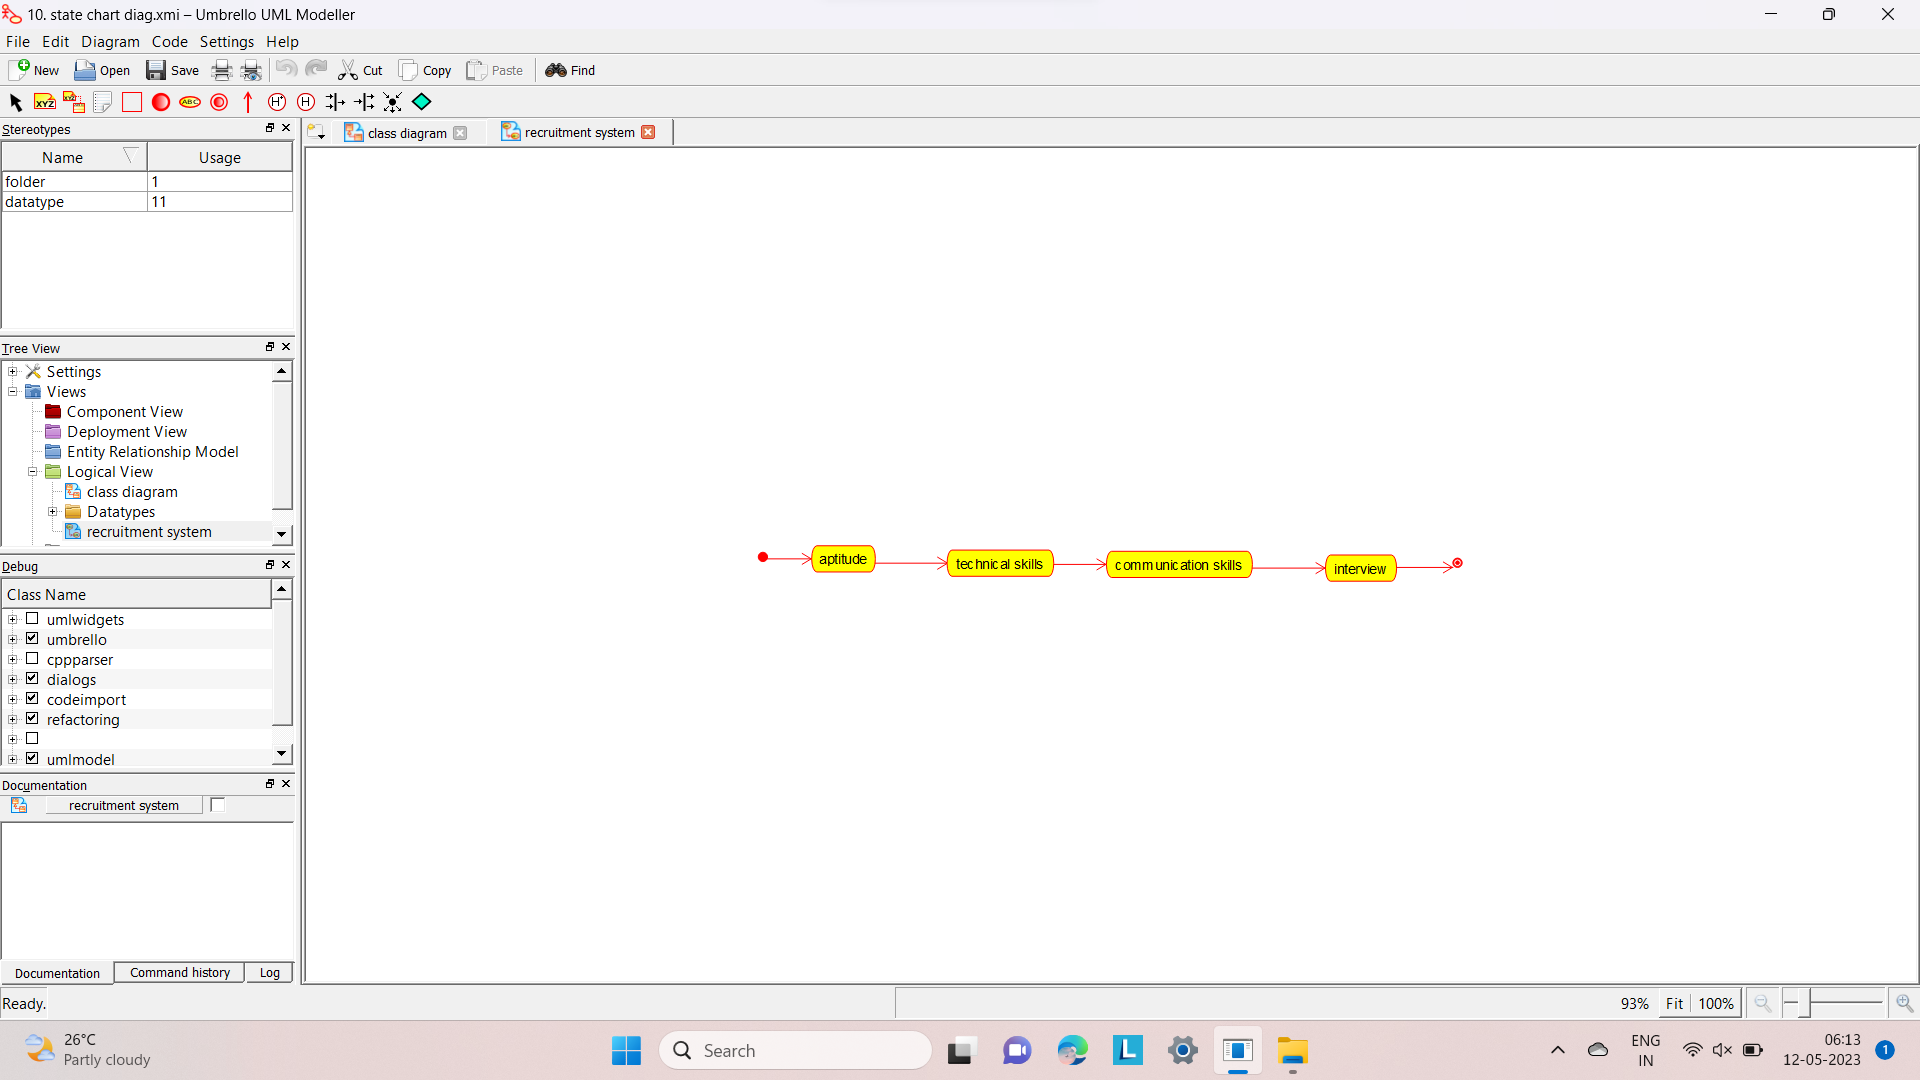 10. state chart diag.xmi – Umbrello UML Modeller
File Edit Diagram Code Settings Help
New Open Save Cut Copy Paste Find
XYZ XYZ ABC H* H
Stereotypes
class diagram recruitment system
Name Usage
folder 1
datatype 11
Tree View
Settings
Views
Component View
Deployment View
Entity Relationship Model
Logical View
class diagram
Datatypes
recruitment system
aptitude technical skills communication skills interview
Debug
Class Name
umlwidgets
umbrello
cppparser
dialogs
codeimport
refactoring
umlmodel
Documentation
recruitment system
Documentation Command history Log
Ready. 93% Fit 100%
26°C
Partly cloudy
Search
L
ENG
IN
06:13
12-05-2023
1